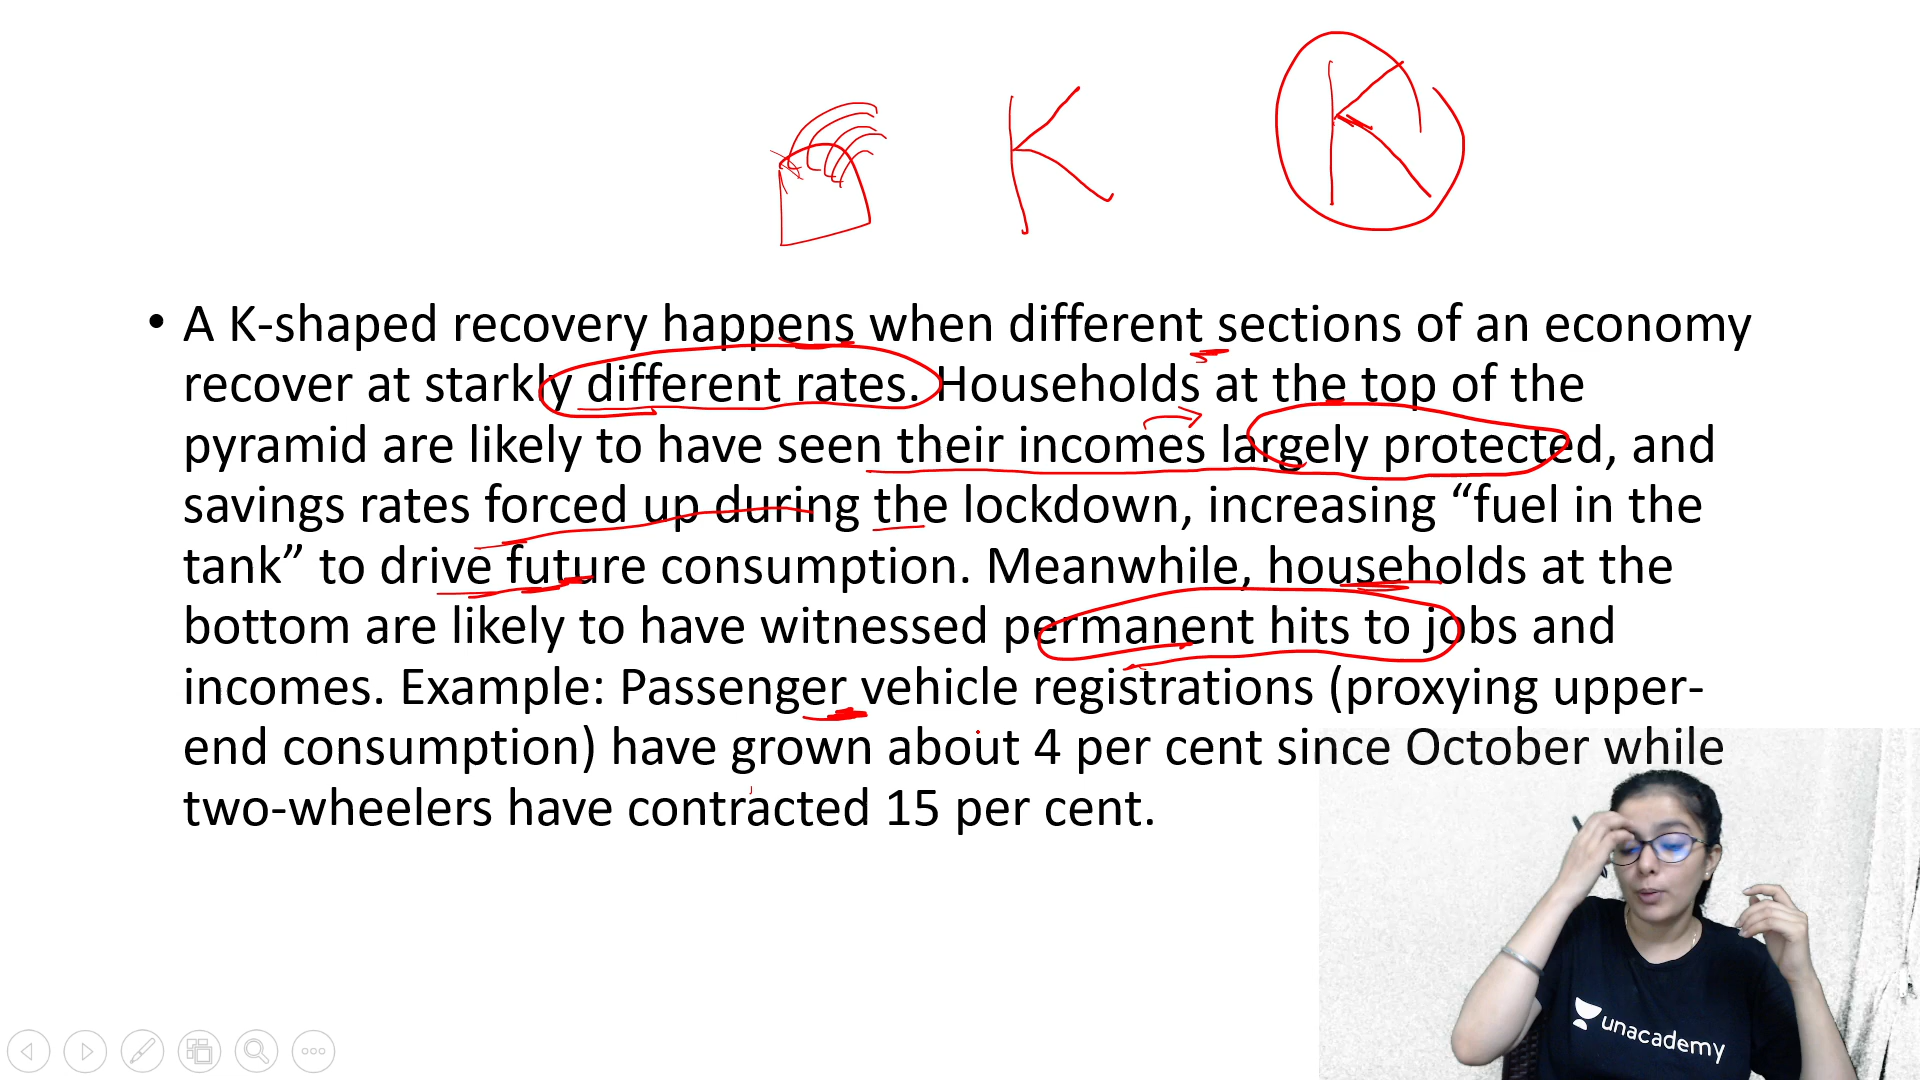 K K
• A K-shaped recovery happens when different sections of an economy
recover at starkly different rates. Households at the top of the
pyramid are likely to have seen their incomes largely protected, and
savings rates forced up during the lockdown, increasing “fuel in the
tank” to drive future consumption. Meanwhile, households at the
bottom are likely to have witnessed permanent hits to jobs and
incomes. Example: Passenger vehicle registrations (proxying upper-
end consumption) have grown about 4 per cent since October while
two-wheelers have contracted 15 per cent.
unacademy